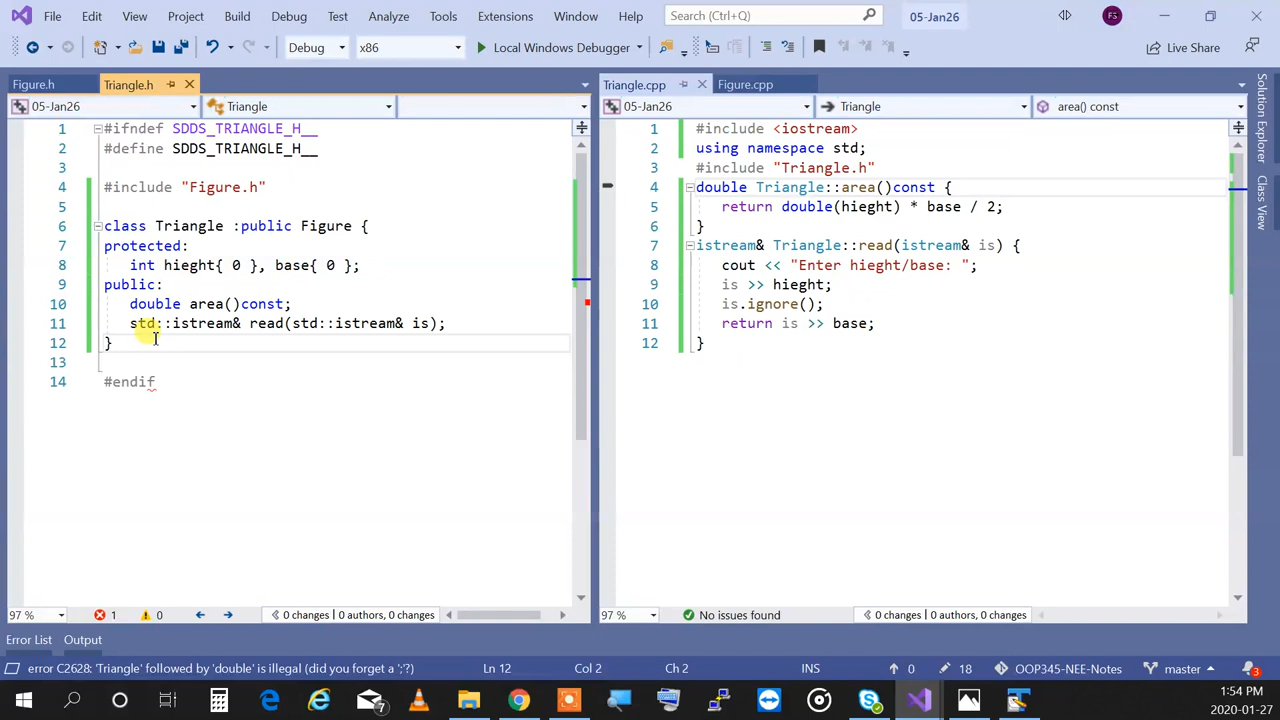 File Edit View Project Build Debug Test Analyze Tools Extensions Window Help Search (Ctrl+Q) 05-Jan26 FS
Debug x86 Local Windows Debugger Live Share
Figure.h Triangle.h
05-Jan26 Triangle
1 #ifndef SDDS_TRIANGLE_H__
2 #define SDDS_TRIANGLE_H__
3
4 #include "Figure.h"
5
6 class Triangle :public Figure {
7 protected:
8 int hieght{ 0 }, base{ 0 };
9 public:
10 double area()const;
11 std::istream& read(std::istream& is);
12 }
13
14 #endif
97 % 1 0 0 changes | 0 authors, 0 changes
Triangle.cpp Figure.cpp
05-Jan26 Triangle area() const
1 #include <iostream>
2 using namespace std;
3 #include "Triangle.h"
4 double Triangle::area()const {
5 return double(hieght) * base / 2;
6 }
7 istream& Triangle::read(istream& is) {
8 cout << "Enter hieght/base: ";
9 is >> hieght;
10 is.ignore();
11 return is >> base;
12 }
97 % No issues found 0 changes | 0 authors, 0 changes
Solution Explorer
Class View
Error List Output
error C2628: 'Triangle' followed by 'double' is illegal (did you forget a ';'?) Ln 12 Col 2 Ch 2 INS 0 18 OOP345-NEE-Notes master 3
7
1:54 PM
2020-01-27